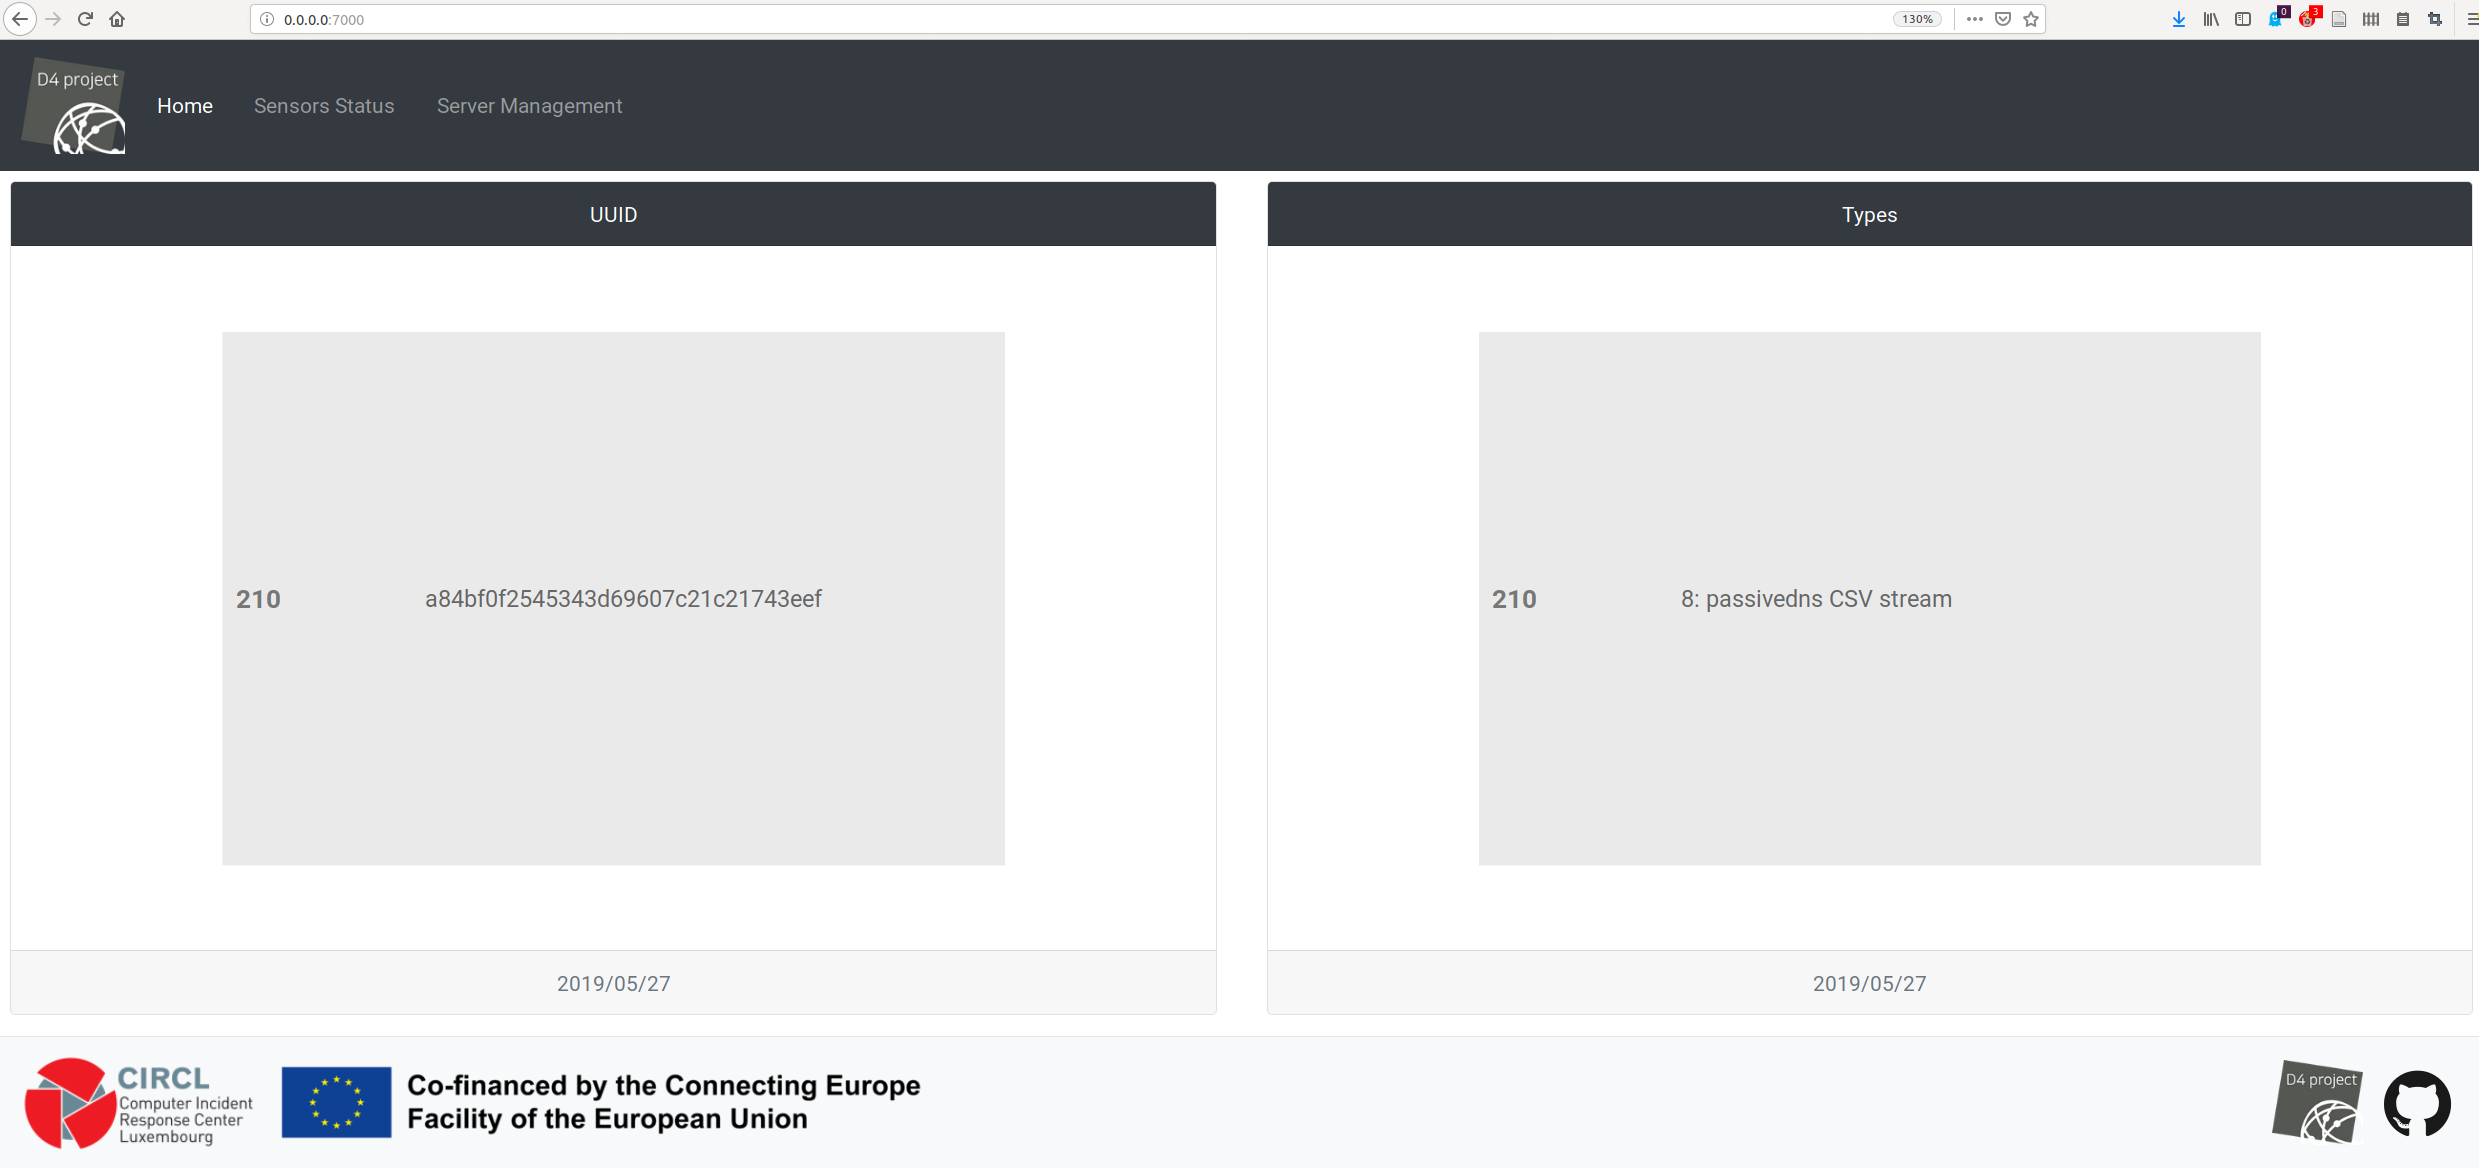 0.0.0.0:7000
130%
0
3
D4 project
Home
Sensors Status
Server Management
UUID
Types
210
a84bf0f2545343d69607c21c21743eef
210
8: passivedns CSV stream
2019/05/27
2019/05/27
CIRCL
Computer Incident
Response Center
Luxembourg
Co-financed by the Connecting Europe
Facility of the European Union
D4 project